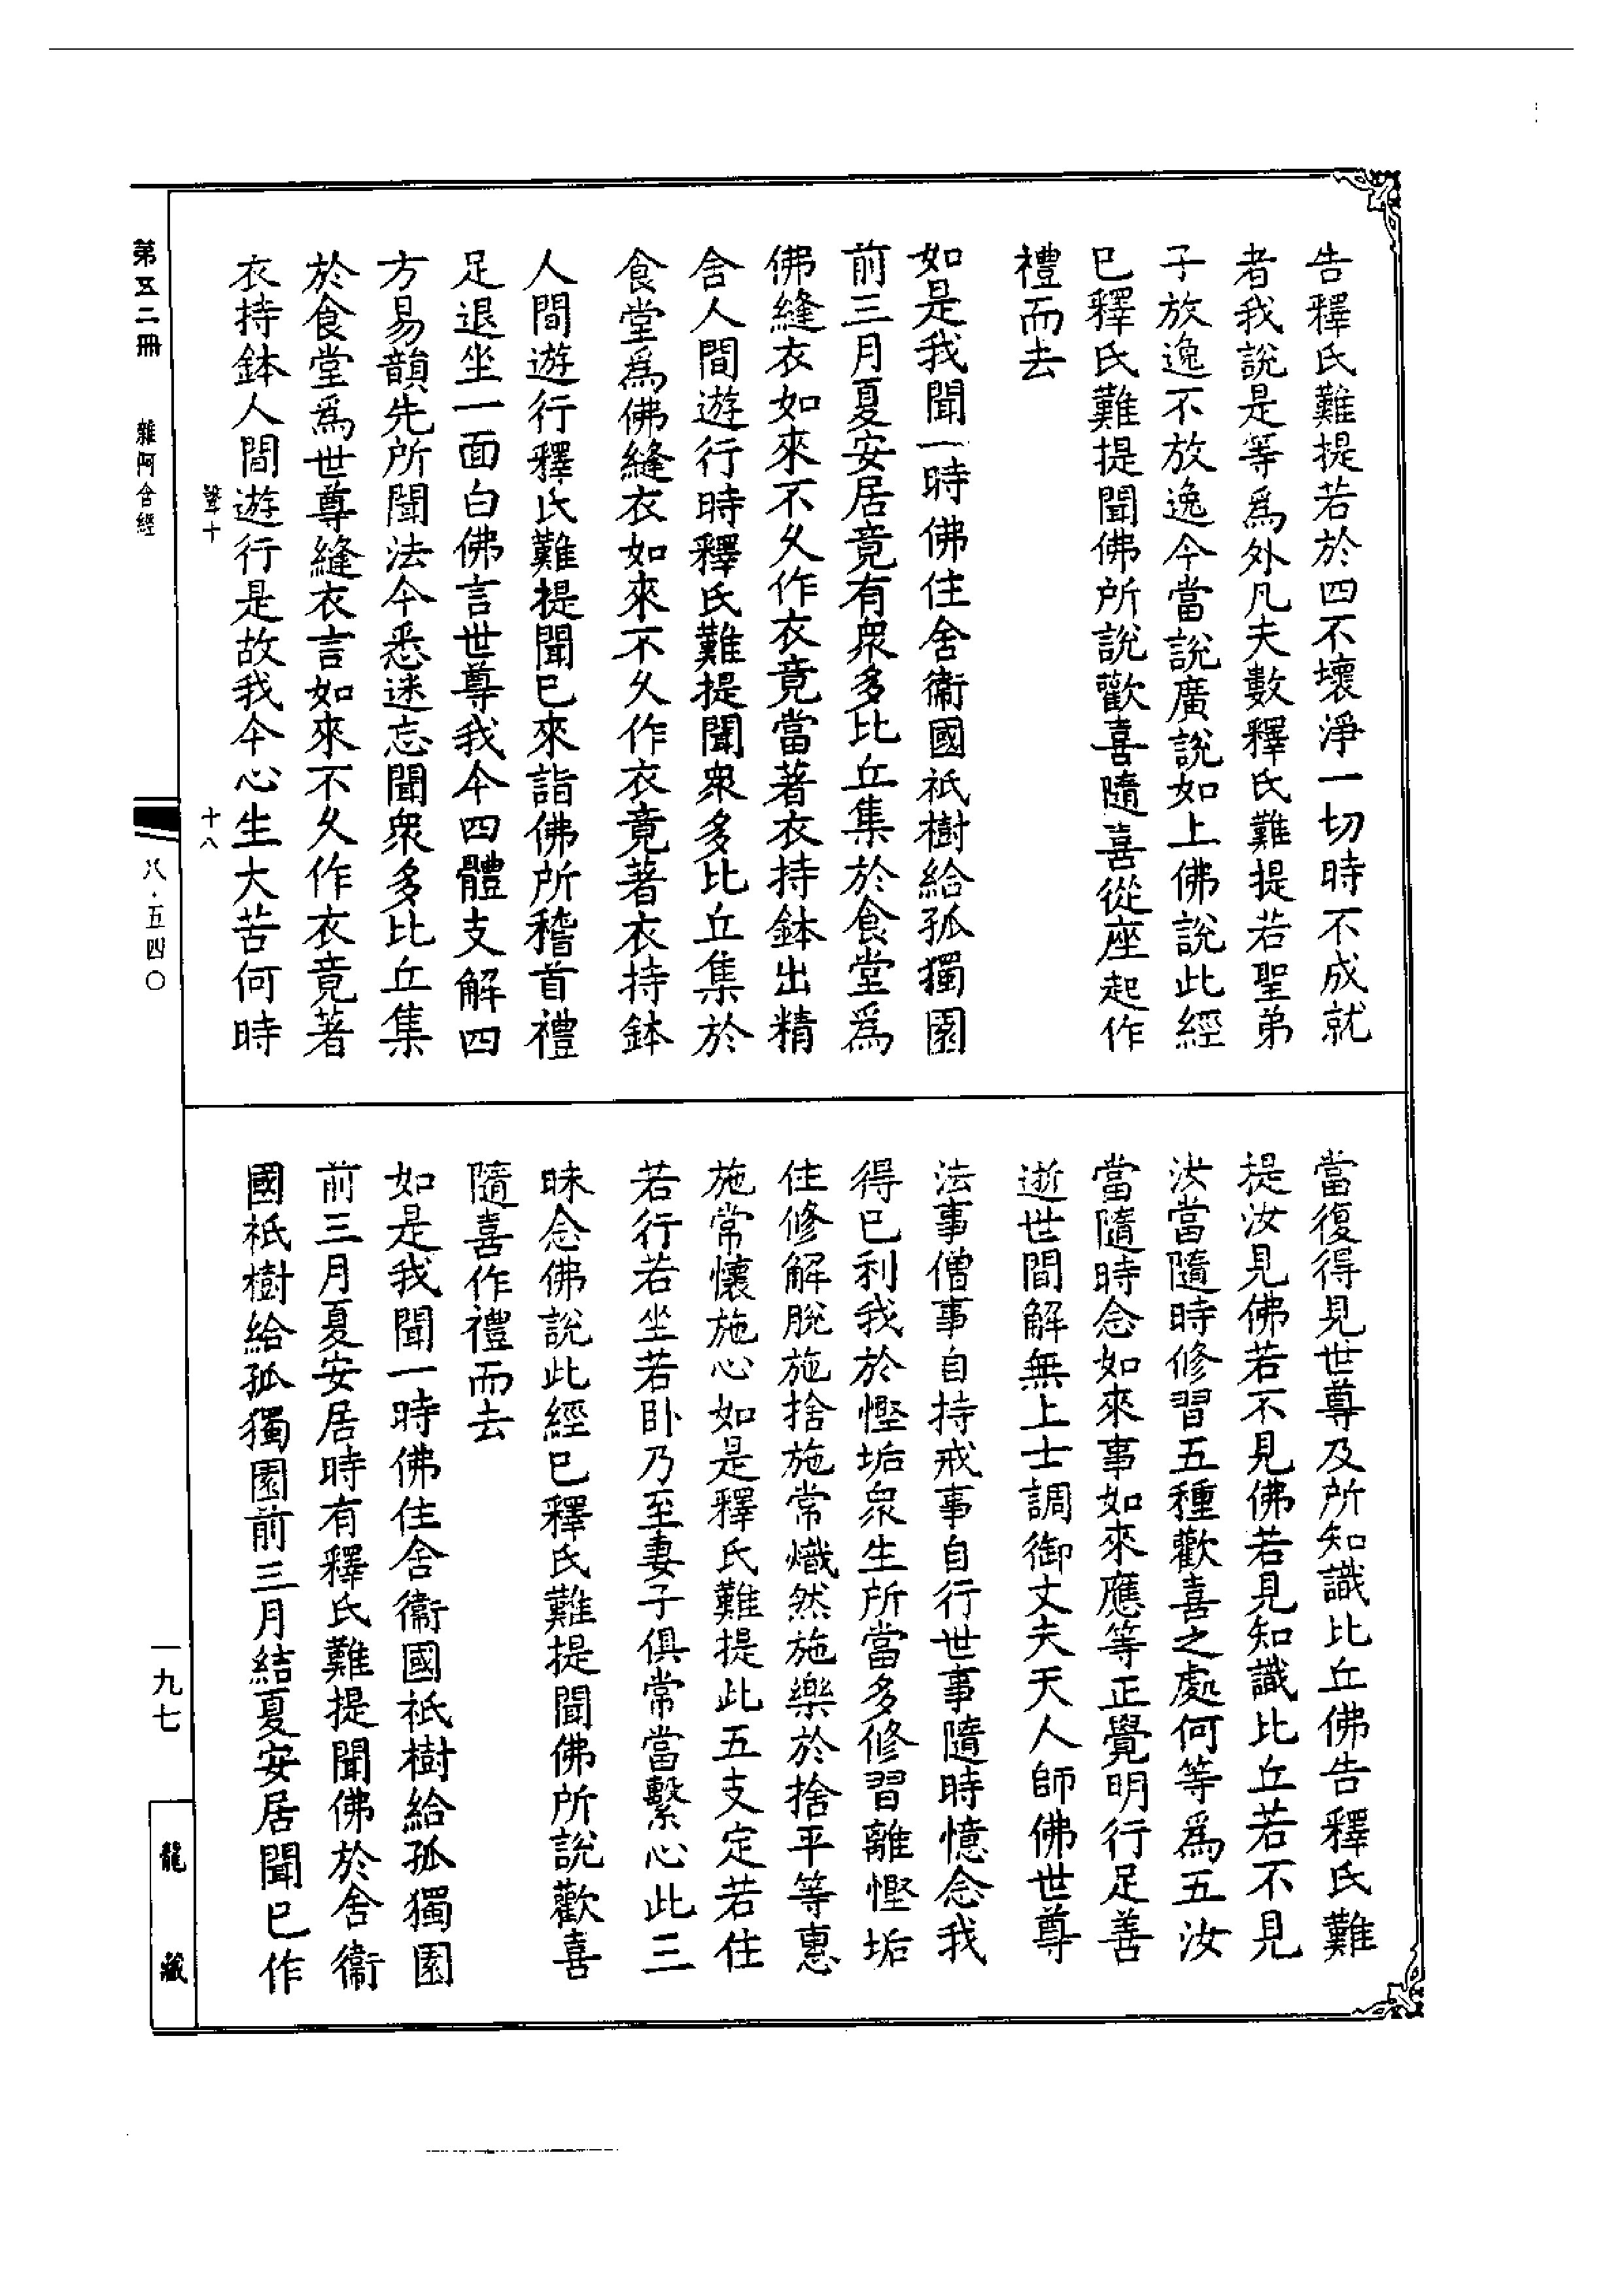 告釋氏難提若於四不壞淨一切時不成就
者我說是等為外凡夫數釋氏難提若聖弟
子放逸不放逸今當說廣說如上佛說此經
已釋氏難提聞佛所說歡喜隨喜從座起作
禮而去
如是我聞一時佛住舍衞國祇樹給孤獨園
前三月夏安居竟有衆多比丘集於食堂為
佛縫衣如來不久作衣竟當著衣持鉢出精
舍人間遊行時釋氏難提聞衆多比丘集於
食堂為佛縫衣如來不久作衣竟著衣持鉢
人間遊行釋氏難提聞已來詣佛所稽首禮
足退坐一面白佛言世尊我今四體支解四
方易韻先所聞法今悉迷忘聞衆多比丘集
於食堂為世尊縫衣言如來不久作衣竟著
衣持鉢人間遊行是故我今心生大苦何時
當復得見世尊及所知識比丘佛告釋氏難
提汝見佛若不見佛若見知識比丘若不見
汝當隨時修習五種歡喜之處何等為五汝
當隨時念如來事如來應等正覺明行足善
逝世間解無上士調御丈夫天人師佛世尊
法事僧事自持戒事自行世事隨時憶念我
得已利我於慳垢衆生所當多修習離慳垢
住修解脫施捨施常熾然施樂於捨平等惠
施常懷施心如是釋氏難提此五支定若住
若行若坐若臥乃至妻子俱常當繫心此三
昧念佛說此經已釋氏難提聞佛所說歡喜
隨喜作禮而去
如是我聞一時佛住舍衞國祇樹給孤獨園
前三月夏安居時有釋氏難提聞佛於舍衞
國祇樹給孤獨園前三月結夏安居聞已作
聲十
十八
第五二冊
雜阿含經
八·五四〇
一九七
龍藏